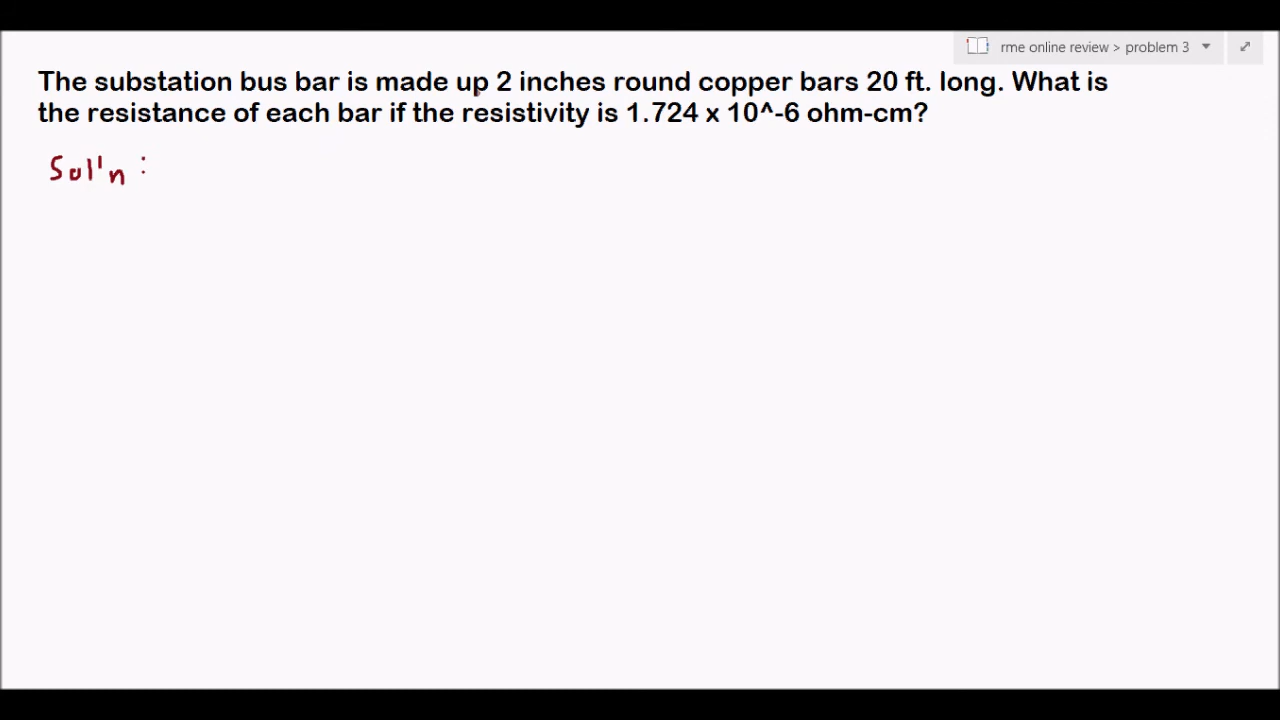 rme online review > problem 3
The substation bus bar is made up 2 inches round copper bars 20 ft. long. What is
the resistance of each bar if the resistivity is 1.724 x 10^-6 ohm-cm?
Sol'n :